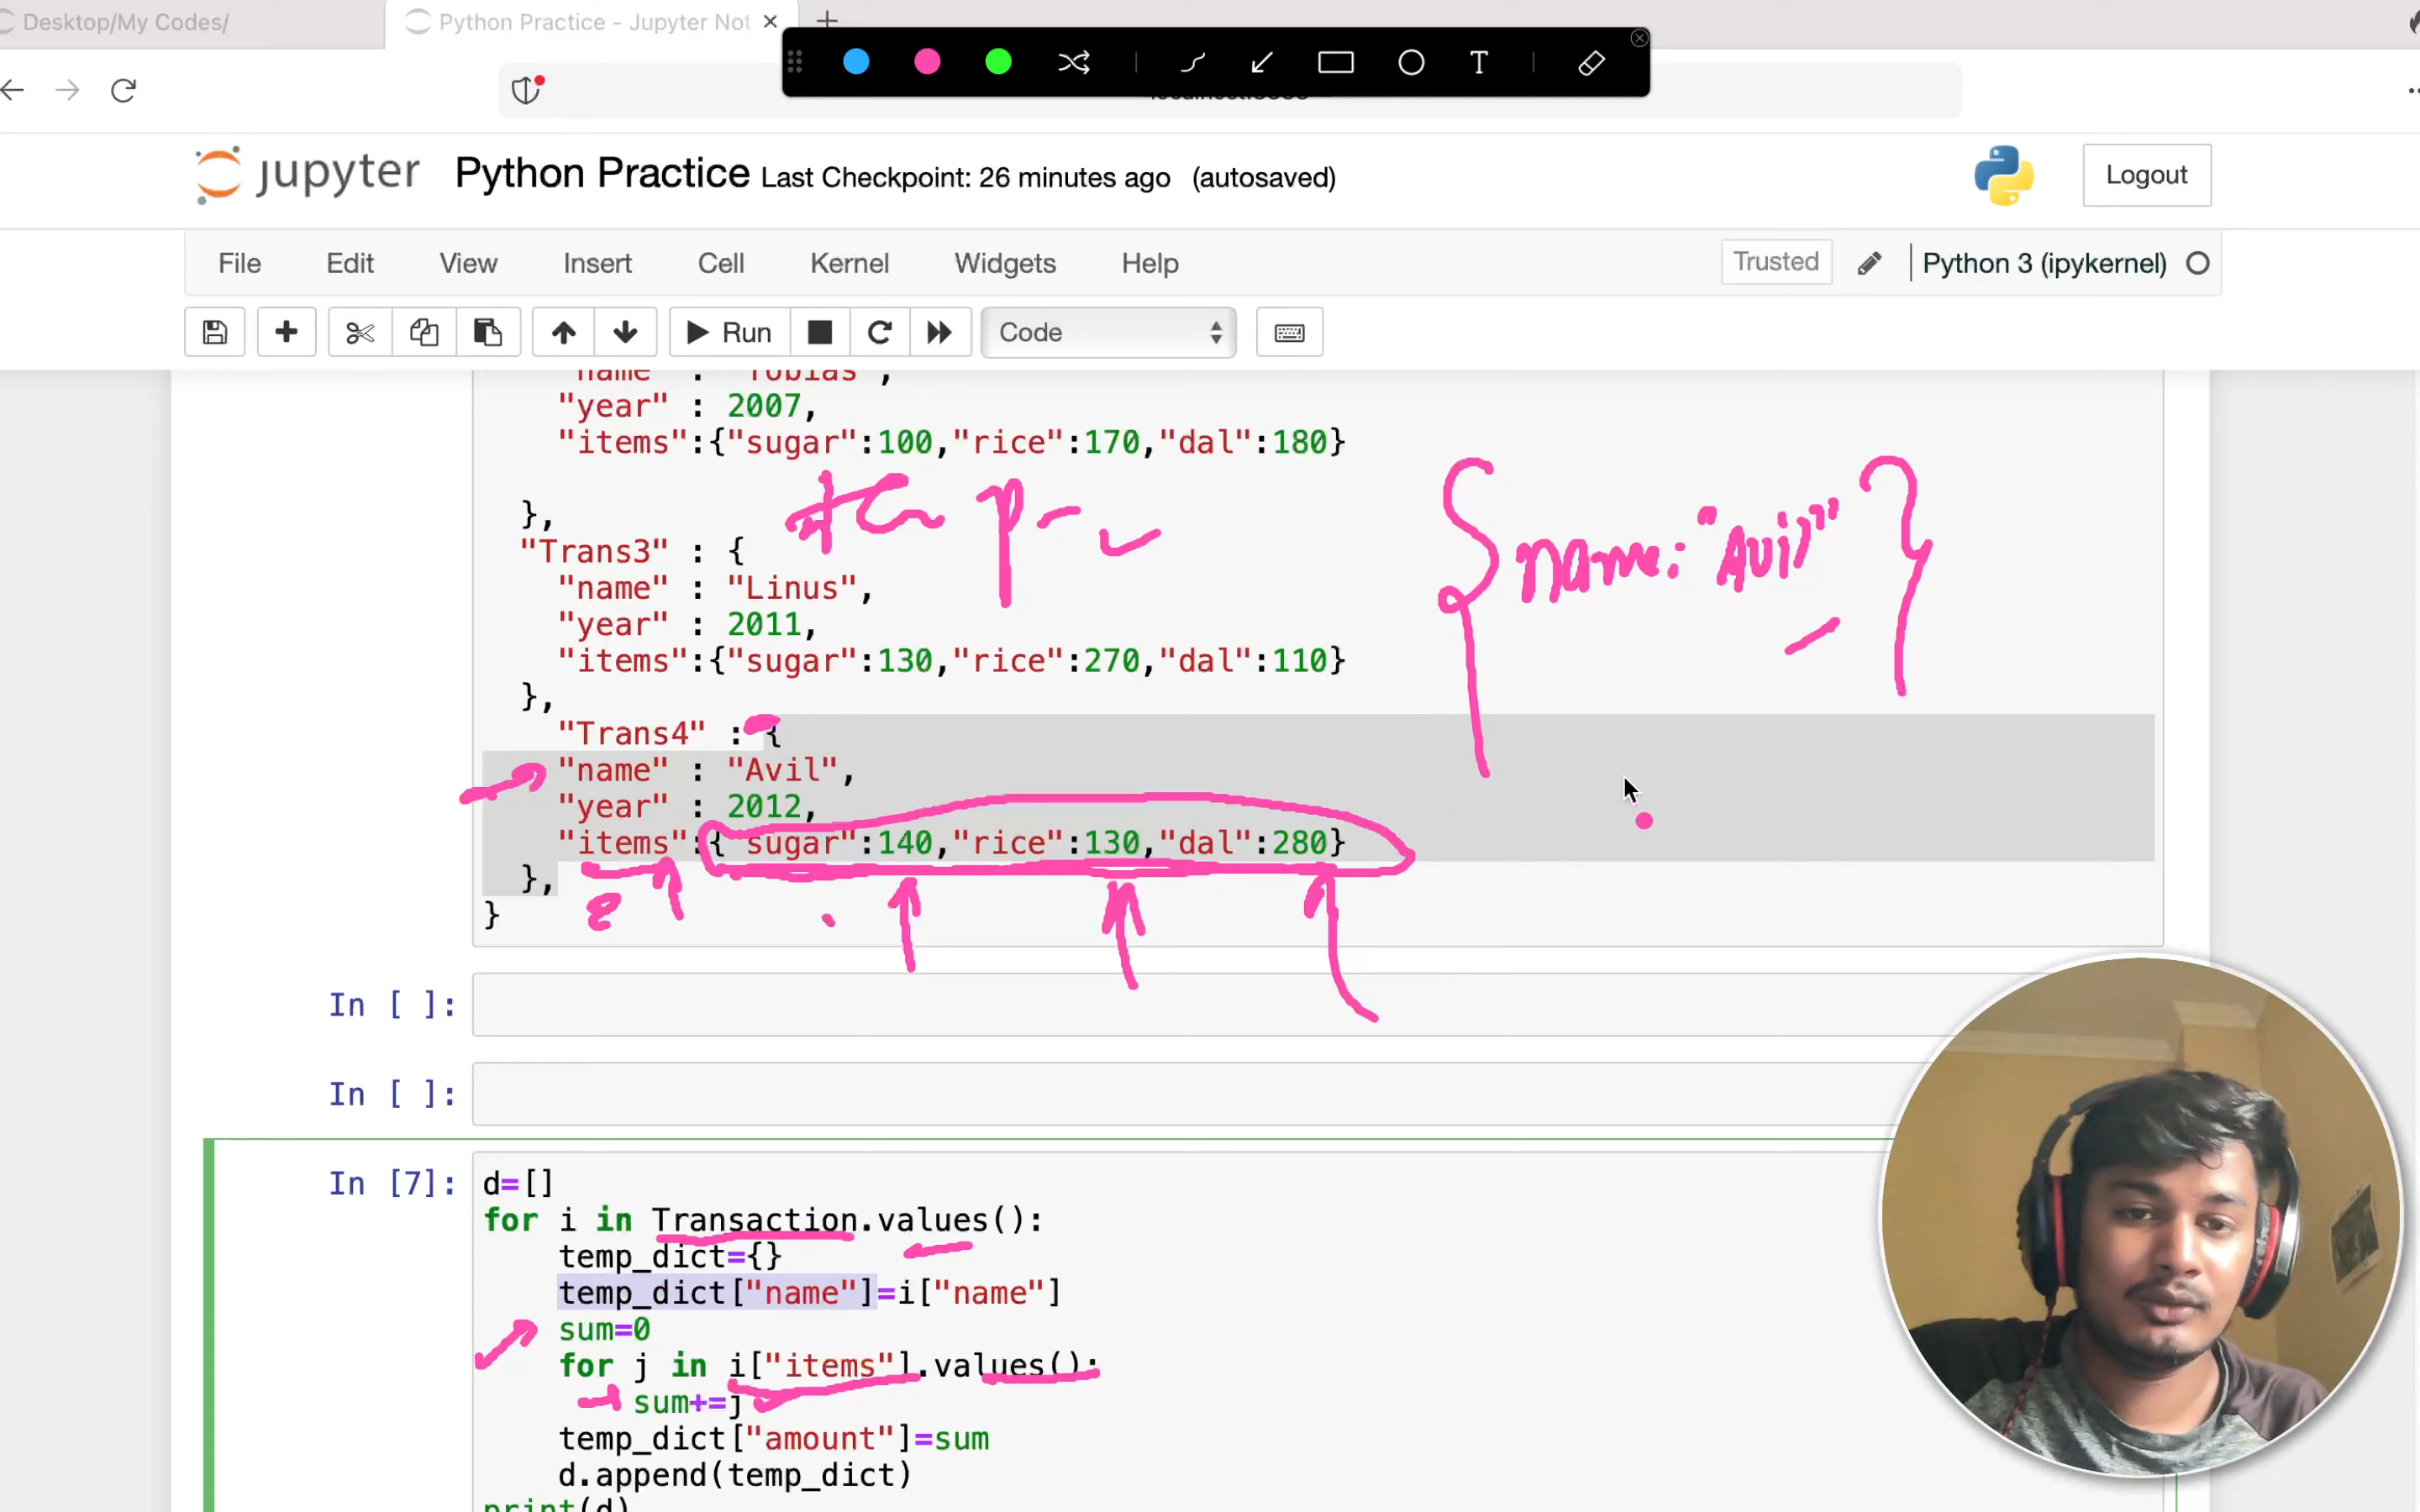 Desktop/My Codes/
Python Practice - Jupyter Not
T
jupyter Python Practice Last Checkpoint: 26 minutes ago (autosaved)
Logout
File Edit View Insert Cell Kernel Widgets Help
Trusted
Python 3 (ipykernel)
Run
Code
"name" : "Tobias",
"year" : 2007,
"items":{"sugar":100,"rice":170,"dal":180}
},
"Trans3" : {
"name" : "Linus",
"year" : 2011,
"items":{"sugar":130,"rice":270,"dal":110}
},
{name:"Avil"}
"Trans4" : {
"name" : "Avil",
"year" : 2012,
"items":{"sugar":140,"rice":130,"dal":280}
},
}
In [ ]:
In [ ]:
In [7]:
d=[]
for i in Transaction.values():
temp_dict={}
temp_dict["name"]=i["name"]
sum=0
for j in i["items"].values():
sum+=j
temp_dict["amount"]=sum
d.append(temp_dict)
print(d)